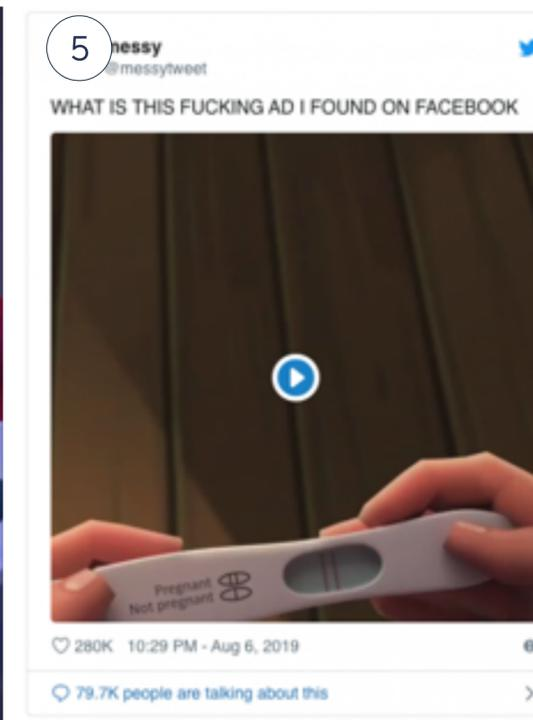 5
messy
@messytweet
WHAT IS THIS FUCKING AD I FOUND ON FACEBOOK
Pregnant
Not pregnant
280K 10:29 PM - Aug 6, 2019
79.7K people are talking about this